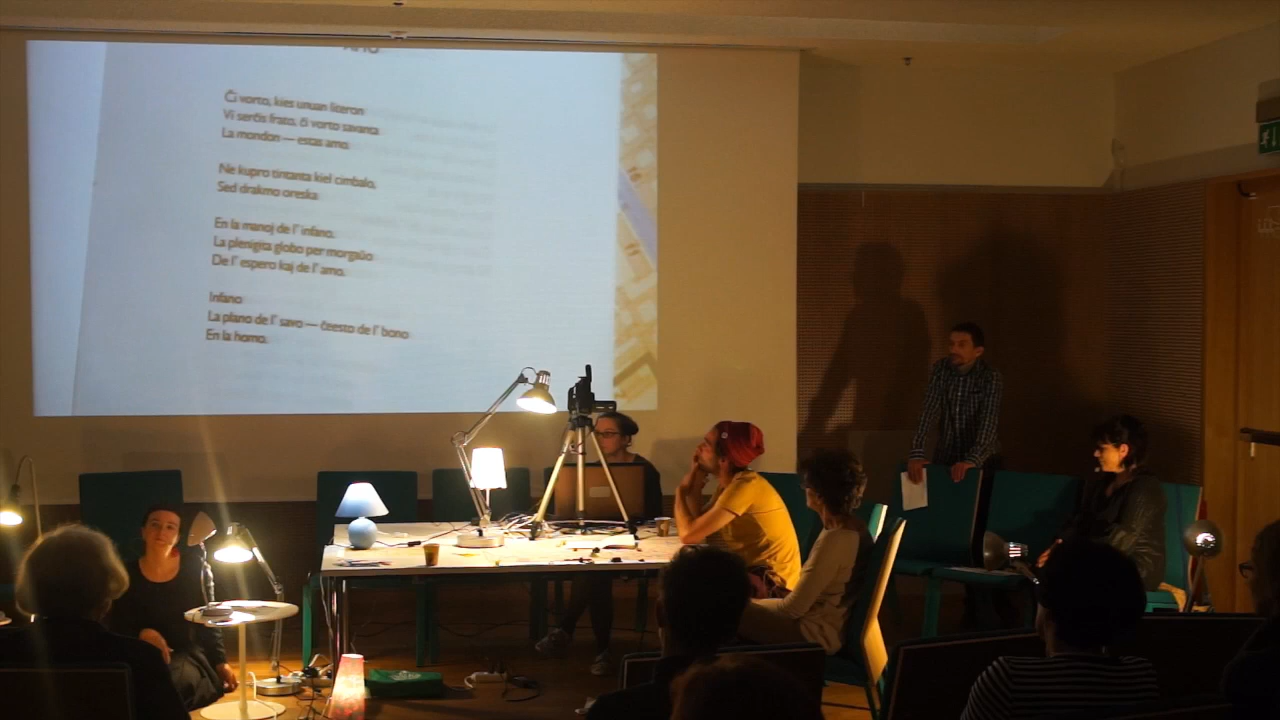 Ĉi vorto, kies unuan literon
Vi serĉis frato, ĉi vorto savanta
La mondon — estas amo.
Ne kupro tintanta kiel cimbalo,
Sed drakmo oreska
En la manoj de l' infano.
La plenigita globo per morgaŭo
De l' espero kaj de l' amo.
Infano
La plano de l' savo — ĉeesto de l' bono
En la homo.